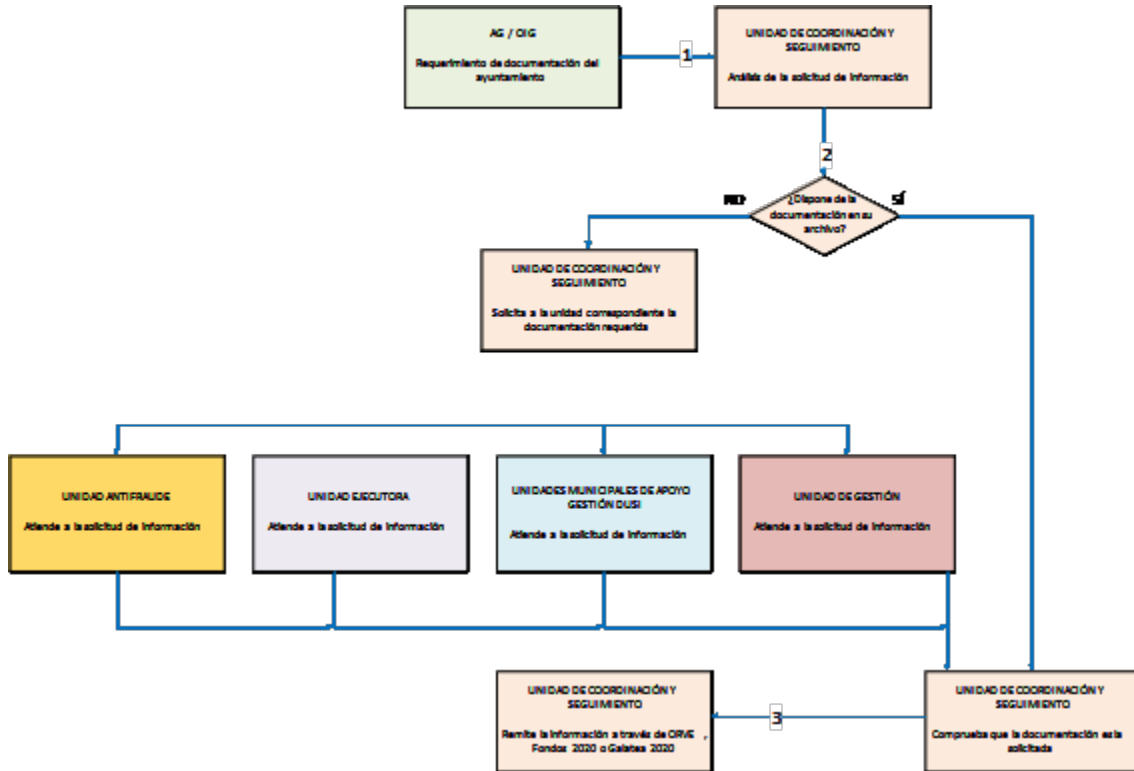 AG / OIG
Requerimiento de documentación del
ayuntamiento
1
UNIDAD DE COORDINACIÓN Y
SEGUIMIENTO
Análisis de la solicitud de información
2
NO
¿Dispone de la
documentación en su
archivo?
SÍ
UNIDAD DE COORDINACIÓN Y
SEGUIMIENTO
Solicita a la unidad correspondiente la
documentación requerida
UNIDAD ANTIFRAUDE
Atiende a la solicitud de información
UNIDAD EJECUTORA
Atiende a la solicitud de información
UNIDADES MUNICIPALES DE APOYO
GESTIÓN DUSI
Atiende a la solicitud de información
UNIDAD DE GESTIÓN
Atiende a la solicitud de información
UNIDAD DE COORDINACIÓN Y
SEGUIMIENTO
Remite la información a través de ORVE ,
Fondos 2020 o Galatea 2020
3
UNIDAD DE COORDINACIÓN Y
SEGUIMIENTO
Comprueba que la documentación es la
solicitada